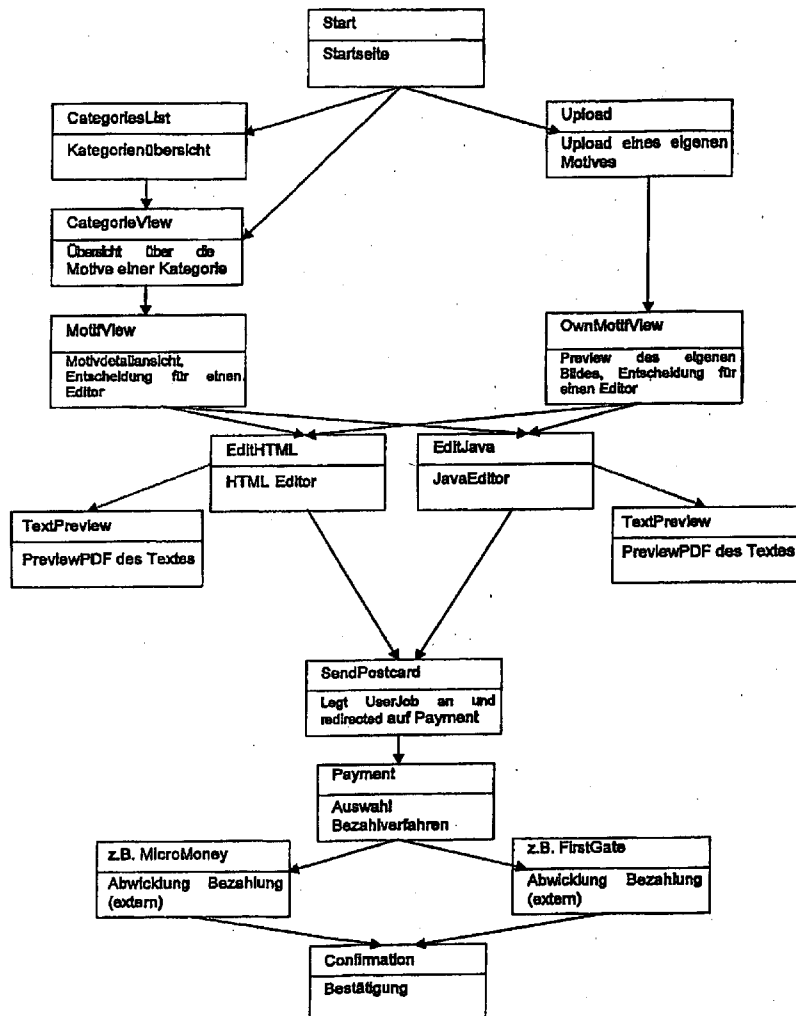 Start
Startseite
CategoriesList
Kategorienübersicht
Upload
Upload eines eigenen
Motives
CategorieView
Übersicht über die
Motive einer Kategorie
MotifView
Motivdetailansicht,
Entscheidung für einen
Editor
OwnMotifView
Preview des eigenen
Bildes, Entscheidung für
einen Editor
EditHTML
HTML Editor
EditJava
JavaEditor
TextPreview
PreviewPDF des Textes
TextPreview
PreviewPDF des Textes
SendPostcard
Legt UserJob an und
redirected auf Payment
Payment
Auswahl
Bezahlverfahren
z.B. MicroMoney
Abwicklung Bezahlung
(extern)
z.B. FirstGate
Abwicklung Bezahlung
(extern)
Confirmation
Bestätigung